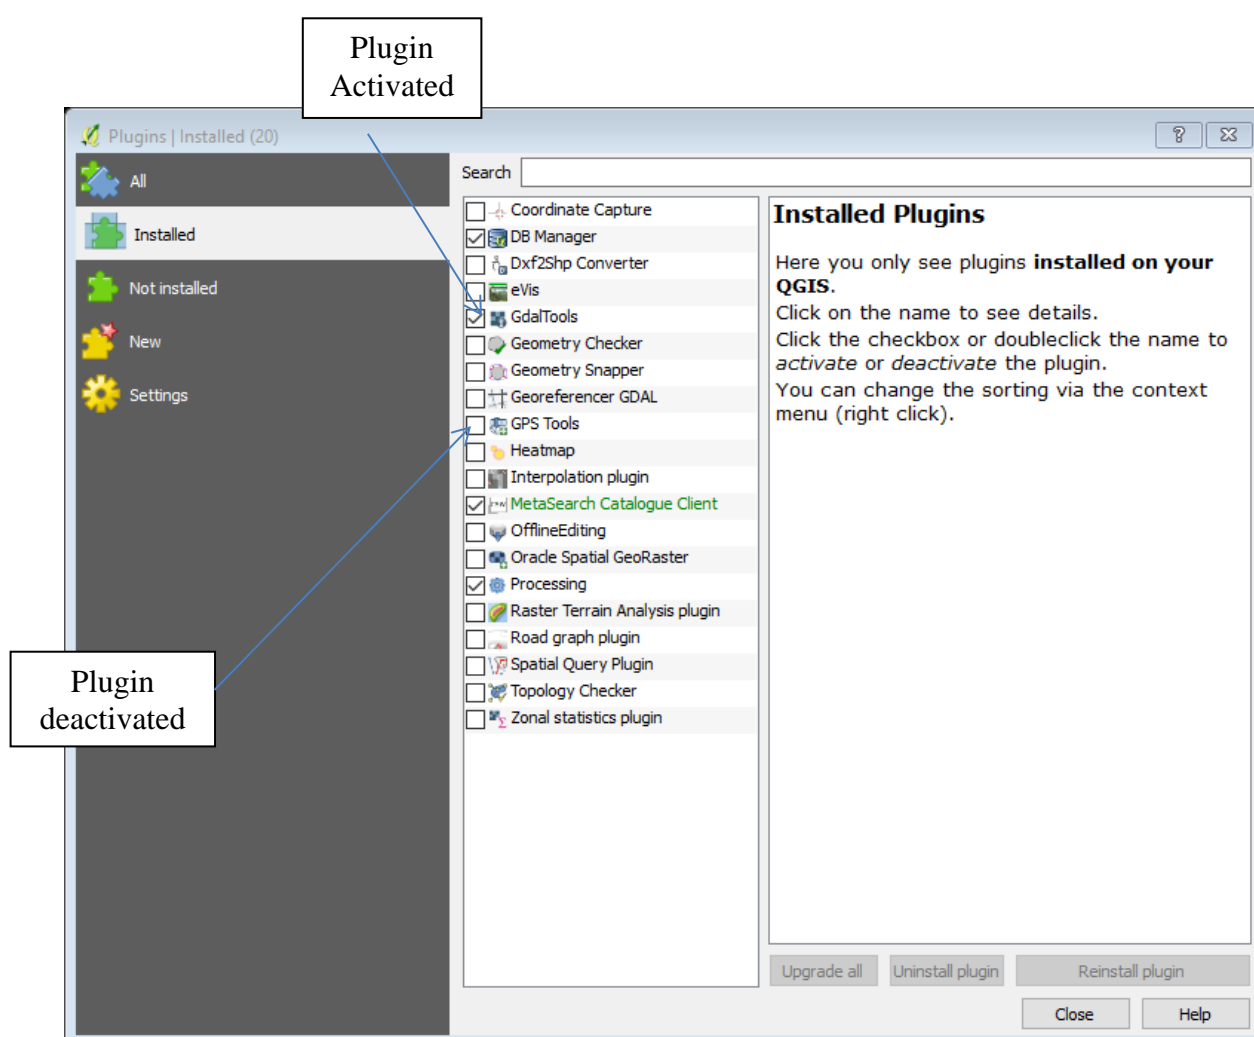 Plugin
Activated
Plugins | Installed (20)
All
Installed
Not installed
New
Settings
Search
Coordinate Capture
DB Manager
Dxf2Shp Converter
eVis
GdalTools
Geometry Checker
Geometry Snapper
Georeferencer GDAL
GPS Tools
Heatmap
Interpolation plugin
MetaSearch Catalogue Client
OfflineEditing
Oracle Spatial GeoRaster
Processing
Raster Terrain Analysis plugin
Road graph plugin
Spatial Query Plugin
Topology Checker
Zonal statistics plugin
Installed Plugins
Here you only see plugins installed on your
QGIS.
Click on the name to see details.
Click the checkbox or doubleclick the name to
activate or deactivate the plugin.
You can change the sorting via the context
menu (right click).
Plugin
deactivated
Upgrade all
Uninstall plugin
Reinstall plugin
Close
Help